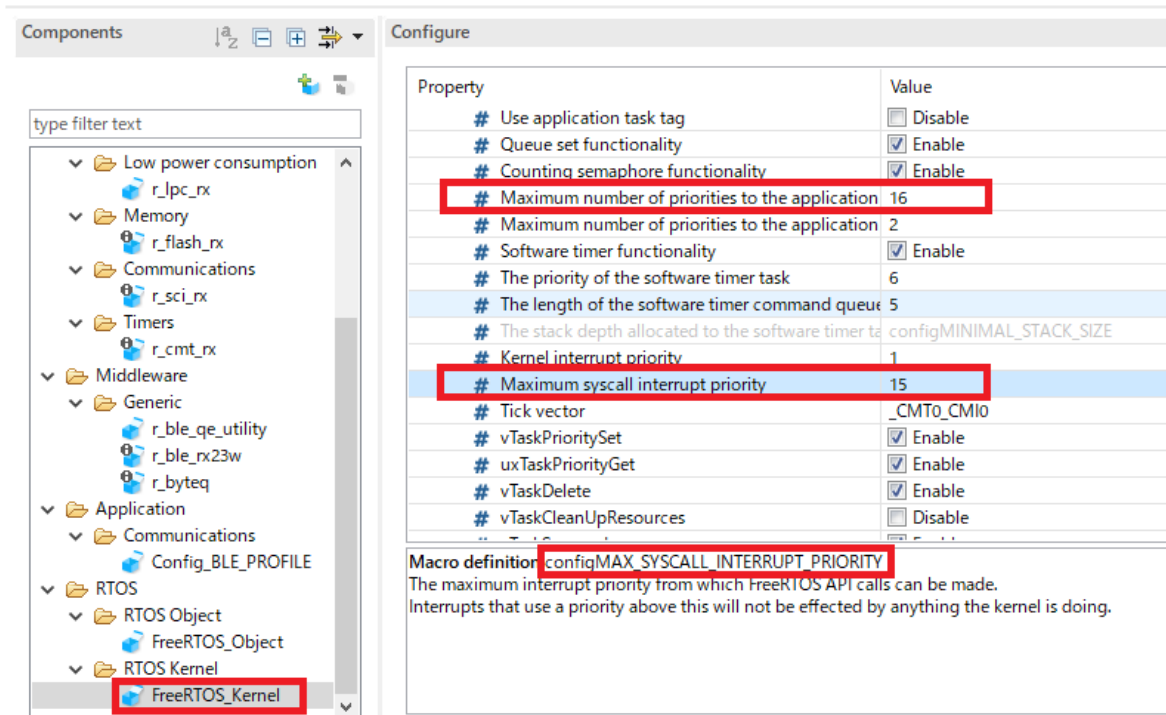 Components
Configure
type filter text
Low power consumption
r_lpc_rx
Memory
r_flash_rx
Communications
r_sci_rx
Timers
r_cmt_rx
Middleware
Generic
r_ble_qe_utility
r_ble_rx23w
r_byteq
Application
Communications
Config_BLE_PROFILE
RTOS
RTOS Object
FreeRTOS_Object
RTOS Kernel
FreeRTOS_Kernel
Property Value
# Use application task tag Disable
# Queue set functionality Enable
# Counting semaphore functionality Enable
# Maximum number of priorities to the application 16
# Maximum number of priorities to the application 2
# Software timer functionality Enable
# The priority of the software timer task 6
# The length of the software timer command queue 5
# The stack depth allocated to the software timer ta configMINIMAL_STACK_SIZE
# Kernel interrupt priority 1
# Maximum syscall interrupt priority 15
# Tick vector _CMT0_CMI0
# vTaskPrioritySet Enable
# uxTaskPriorityGet Enable
# vTaskDelete Enable
# vTaskCleanUpResources Disable
Macro definition configMAX_SYSCALL_INTERRUPT_PRIORITY
The maximum interrupt priority from which FreeRTOS API calls can be made.
Interrupts that use a priority above this will not be effected by anything the kernel is doing.